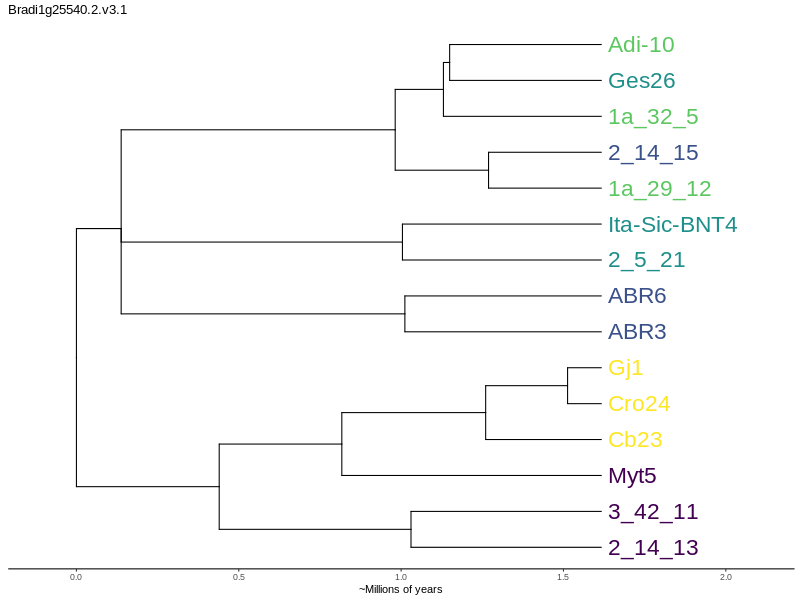 Bradi1g25540.2.v3.1
Adi-10
Ges26
1a_32_5
2_14_15
1a_29_12
Ita-Sic-BNT4
2_5_21
ABR6
ABR3
Gj1
Cro24
Cb23
Myt5
3_42_11
2_14_13
0.0 0.5 1.0 1.5 2.0
~Millions of years